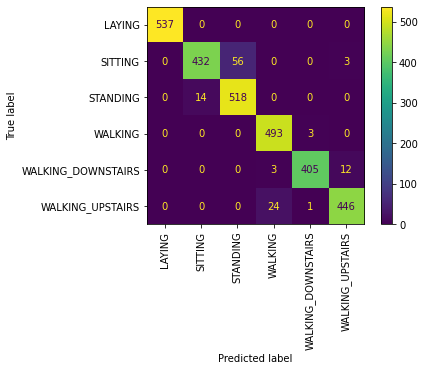 LAYING 537 0 0 0 0 0
SITTING 0 432 56 0 0 3
STANDING 0 14 518 0 0 0
WALKING 0 0 0 493 3 0
WALKING_DOWNSTAIRS 0 0 0 3 405 12
WALKING_UPSTAIRS 0 0 0 24 1 446
True label
LAYING
SITTING
STANDING
WALKING
WALKING_DOWNSTAIRS
WALKING_UPSTAIRS
Predicted label
500
400
300
200
100
0